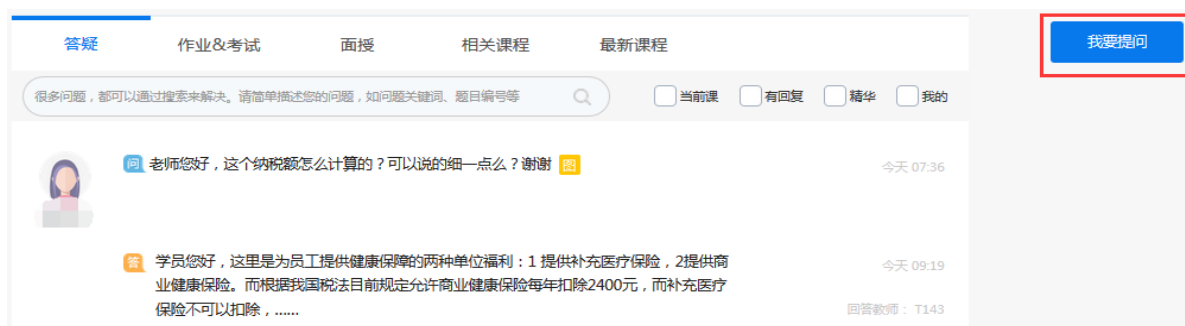 答疑 作业&考试 面授 相关课程 最新课程 我要提问
很多问题，都可以通过搜索来解决。请简单描述您的问题，如问题关键词、题目编号等 当前课 有回复 精华 我的
问 老师您好，这个纳税额怎么计算的？可以说的细一点么？谢谢 图 今天 07:36
答 学员您好，这里是为员工提供健康保障的两种单位福利：1 提供补充医疗保险，2提供商 今天 09:19
业健康保险。而根据我国税法目前规定允许商业健康保险每年扣除2400元，而补充医疗
保险不可以扣除，...... 回答教师： T143